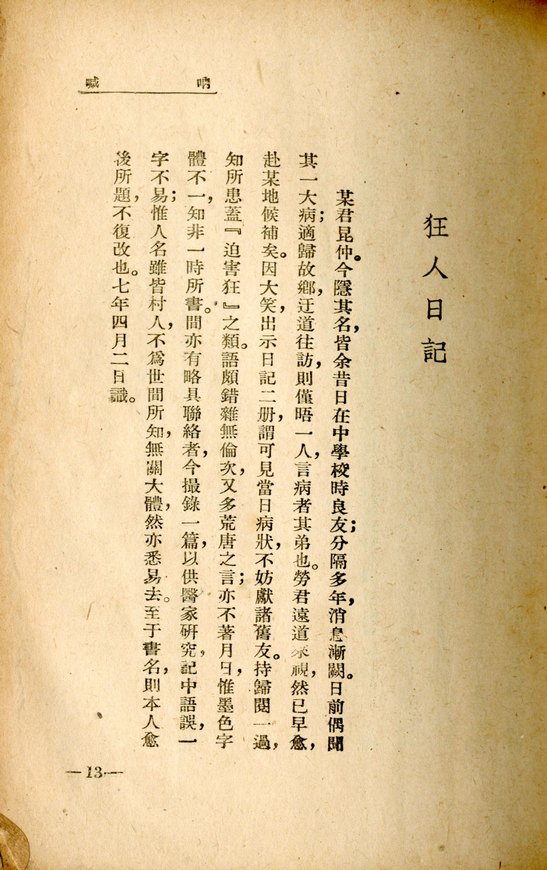 吶喊
狂人日記
某君昆仲。今隱其名，皆余昔日在中學校時良友；分隔多年，消息漸闕。日前偶聞
其一大病；適歸故鄉，迂道往訪，則僅晤一人，言病者其弟也。勞君遠道來視，然已早愈，
赴某地候補矣。因大笑，出示日記二册，謂可見當日病狀，不妨獻諸舊友。持歸閱一過，
知所患蓋『迫害狂』之類。語頗錯雜無倫次，又多荒唐之言；亦不著月日，惟墨色字
體不一，知非一時所書。間亦有略具聯絡者，今撮錄一篇，以供醫家研究。記中語誤，一
字不易；惟人名雖皆村人，不爲世間所知，無關大體，然亦悉易去。至于書名，則本人愈
後所題，不復改也。七年四月二日識。
—13—